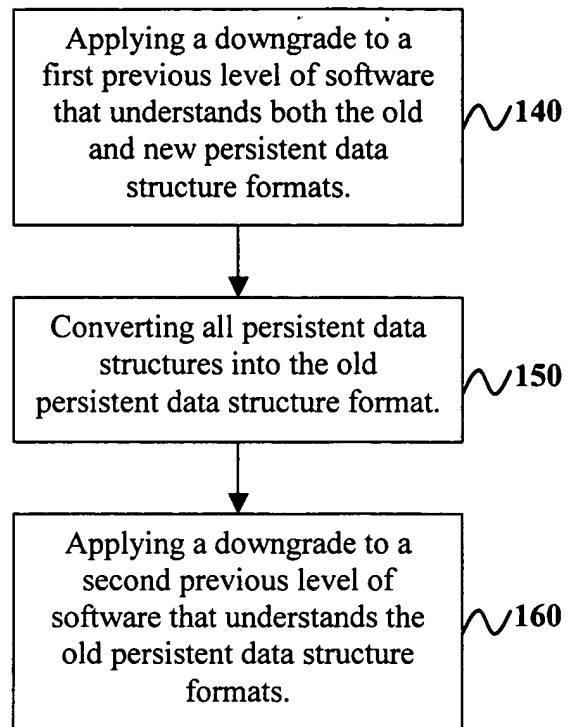 Applying a downgrade to a
first previous level of software
that understands both the old
and new persistent data
structure formats.
140
Converting all persistent data
structures into the old
persistent data structure format.
150
Applying a downgrade to a
second previous level of
software that understands the
old persistent data structure
formats.
160